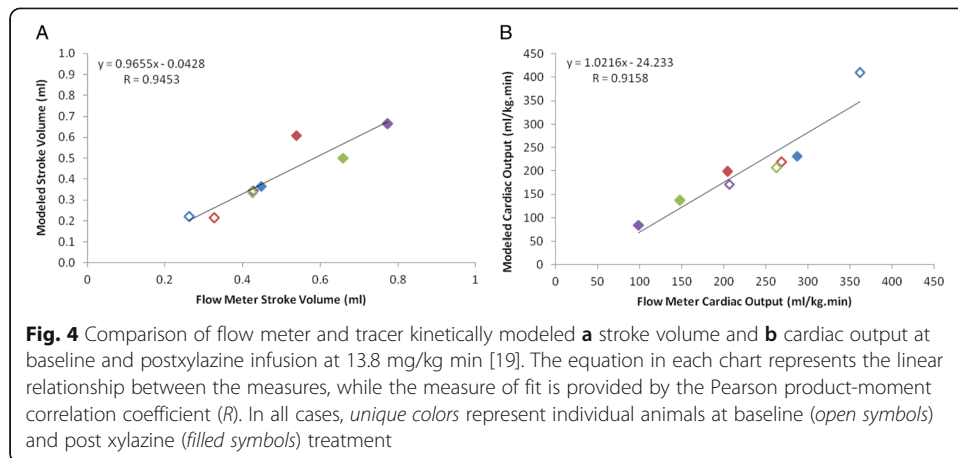 A
B
y = 0.9655x - 0.0428
R = 0.9453
Modeled Stroke Volume (ml)
1.0
0.9
0.8
0.7
0.6
0.5
0.4
0.3
0.2
0.1
0.0
0
0.2
0.4
0.6
0.8
1
Flow Meter Stroke Volume (ml)
y = 1.0216x - 24.233
R = 0.9158
Modeled Cardiac Output (ml/kg.min)
450
400
350
300
250
200
150
100
50
0
0
50
100
150
200
250
300
350
400
450
Flow Meter Cardiac Output (ml/kg.min)
Fig. 4 Comparison of flow meter and tracer kinetically modeled a stroke volume and b cardiac output at
baseline and postxylazine infusion at 13.8 mg/kg min [19]. The equation in each chart represents the linear
relationship between the measures, while the measure of fit is provided by the Pearson product-moment
correlation coefficient (R). In all cases, unique colors represent individual animals at baseline (open symbols)
and post xylazine (filled symbols) treatment